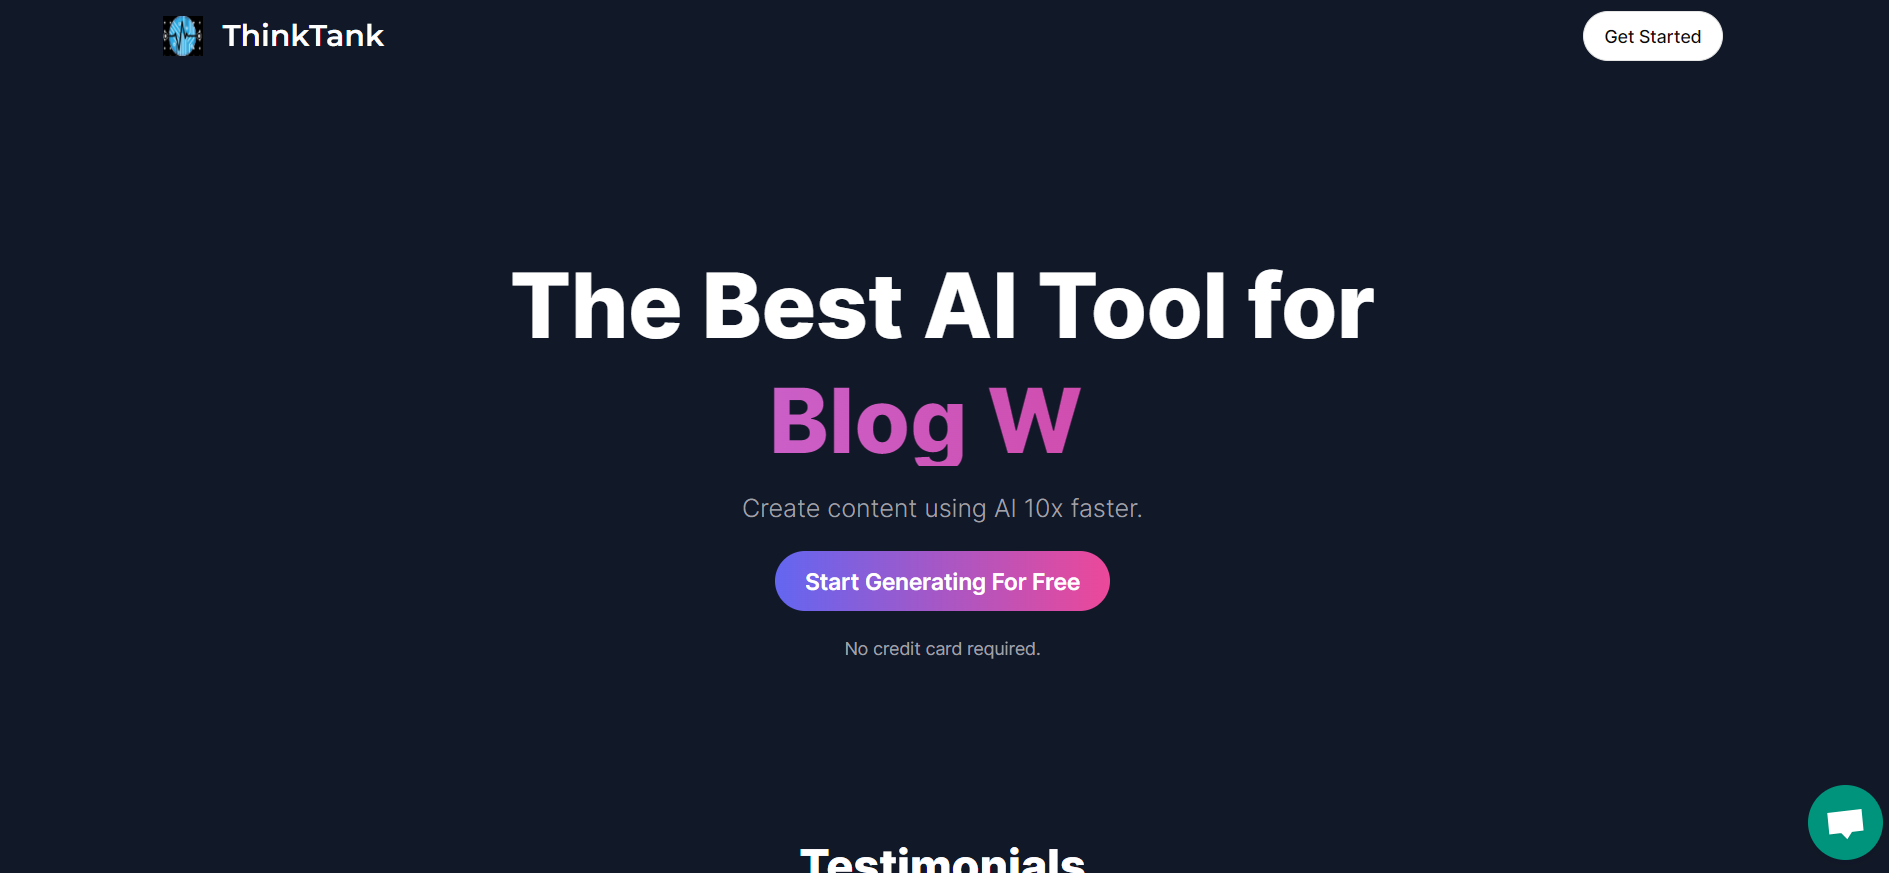 ThinkTank
Get Started
The Best AI Tool for
Blog W
Create content using AI 10x faster.
Start Generating For Free
No credit card required.
Testimonials